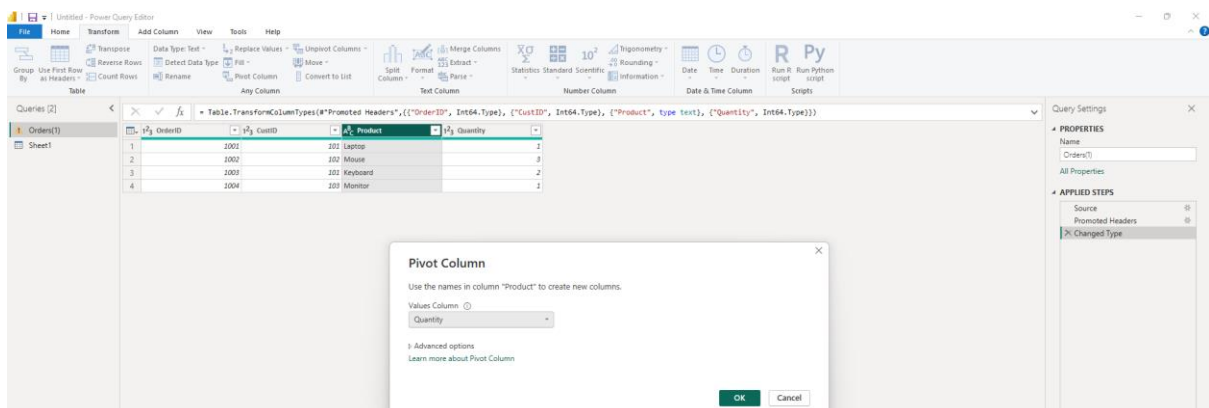 Untitled - Power Query Editor
File Home Transform Add Column View Tools Help
Group By
Use First Row as Headers
Transpose
Reverse Rows
Count Rows
Table
Data Type: Text
Detect Data Type
Rename
Replace Values
Fill
Pivot Column
Unpivot Columns
Move
Convert to List
Any Column
Split Column
Format
Merge Columns
Extract
Parse
Text Column
Statistics
Standard
Scientific
Trigonometry
Rounding
Information
Number Column
Date
Time
Duration
Date & Time Column
Run R script
Run Python script
Scripts
Queries [2]
Orders(1)
Sheet1
= Table.TransformColumnTypes(#"Promoted Headers",{{"OrderID", Int64.Type}, {"CustID", Int64.Type}, {"Product", type text}, {"Quantity", Int64.Type}})
OrderID CustID Product Quantity
1 1001 101 Laptop 1
2 1002 102 Mouse 3
3 1003 101 Keyboard 2
4 1004 103 Monitor 1
Pivot Column
Use the names in column "Product" to create new columns.
Values Column
Quantity
Advanced options
Learn more about Pivot Column
OK Cancel
Query Settings
PROPERTIES
Name
Orders(1)
All Properties
APPLIED STEPS
Source
Promoted Headers
Changed Type